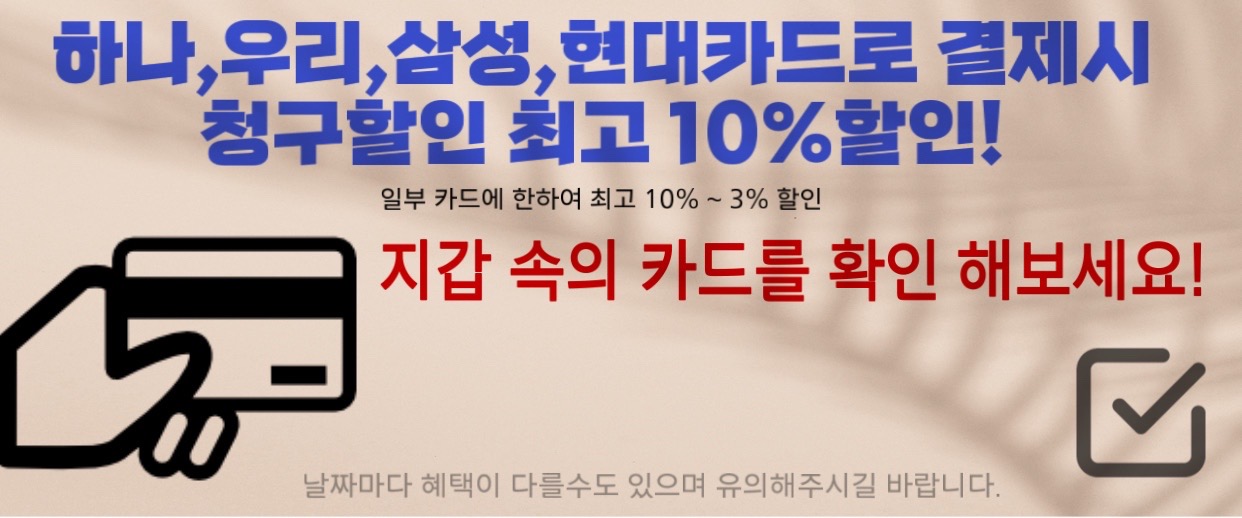 하나,우리,삼성,현대카드로 결제시
청구할인 최고 10%할인!
일부 카드에 한하여 최고 10% ~ 3% 할인
지갑 속의 카드를 확인 해보세요!
날짜마다 혜택이 다를수도 있으며 유의해주시길 바랍니다.